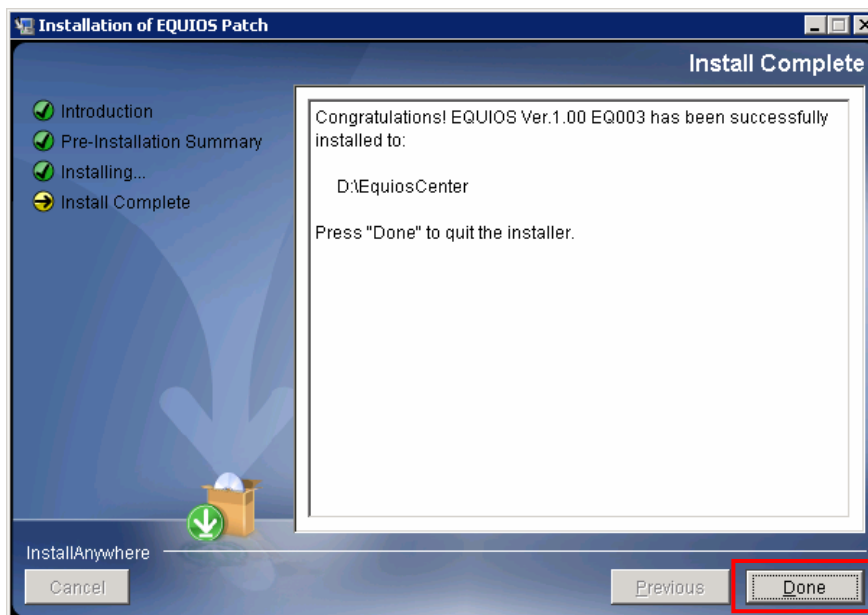 Installation of EQUIOS Patch
Install Complete
Introduction
Pre-Installation Summary
Installing...
Install Complete
Congratulations! EQUIOS Ver.1.00 EQ003 has been successfully
installed to:
D:\EquiosCenter
Press "Done" to quit the installer.
InstallAnywhere
Cancel
Previous
Done